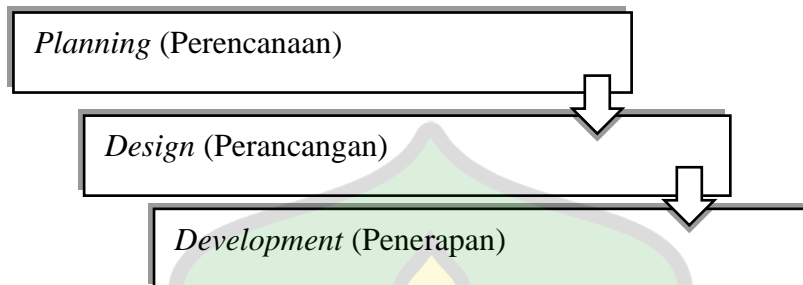 Planning (Perencanaan)
Design (Perancangan)
Development (Penerapan)